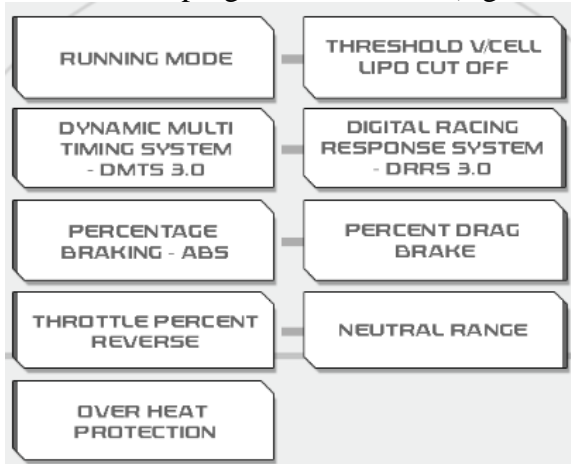 RUNNING MODE
THRESHOLD V/CELL
LIPO CUT OFF
DYNAMIC MULTI
TIMING SYSTEM
- DMTS 3.0
DIGITAL RACING
RESPONSE SYSTEM
- DRRS 3.0
PERCENTAGE
BRAKING - ABS
PERCENT DRAG
BRAKE
THROTTLE PERCENT
REVERSE
NEUTRAL RANGE
OVER HEAT
PROTECTION